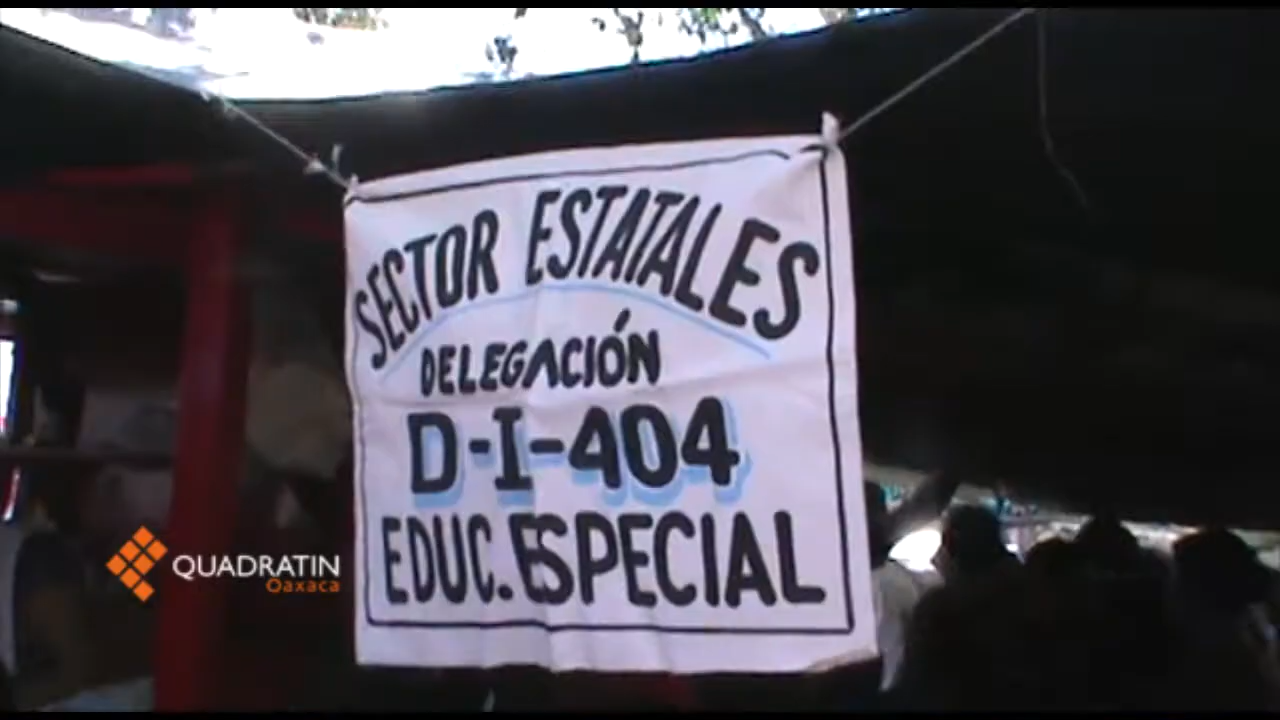 SECTOR ESTATALES
DELEGACIÓN
D-I-404
EDUC. ESPECIAL
QUADRATIN
Oaxaca